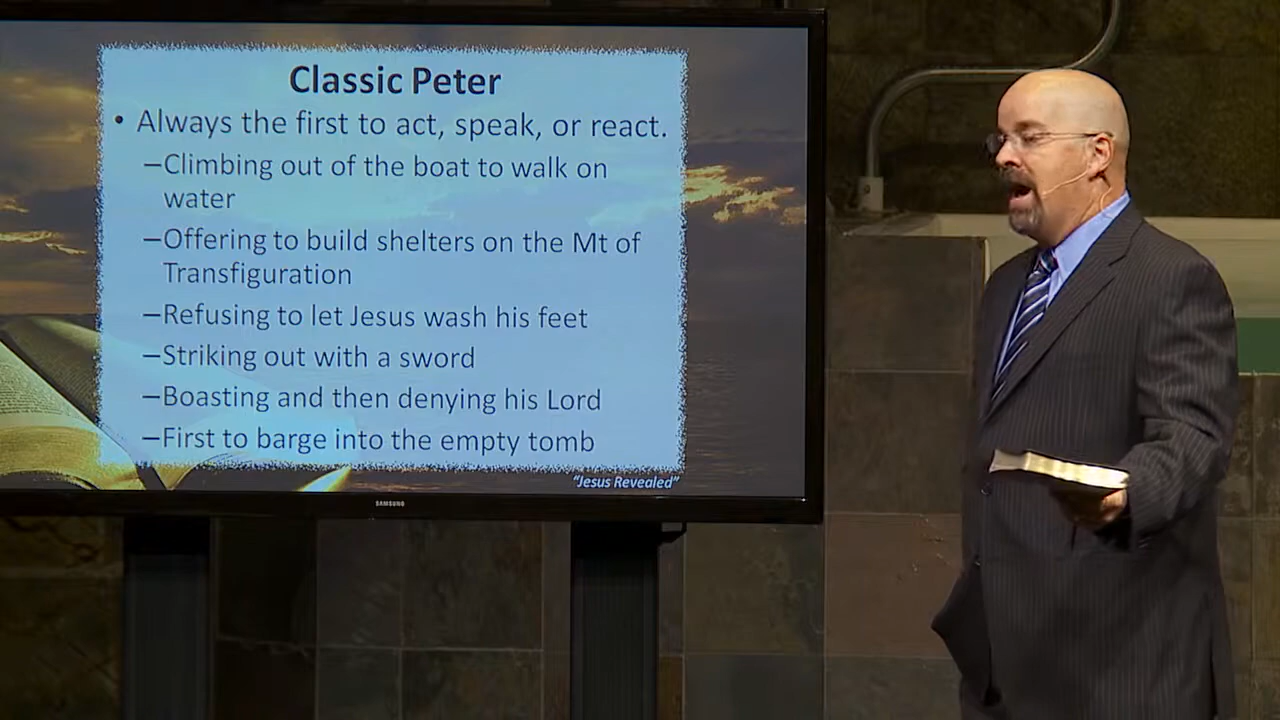 Classic Peter
• Always the first to act, speak, or react.
–Climbing out of the boat to walk on
water
–Offering to build shelters on the Mt of
Transfiguration
–Refusing to let Jesus wash his feet
–Striking out with a sword
–Boasting and then denying his Lord
–First to barge into the empty tomb
"Jesus Revealed"
SAMSUNG